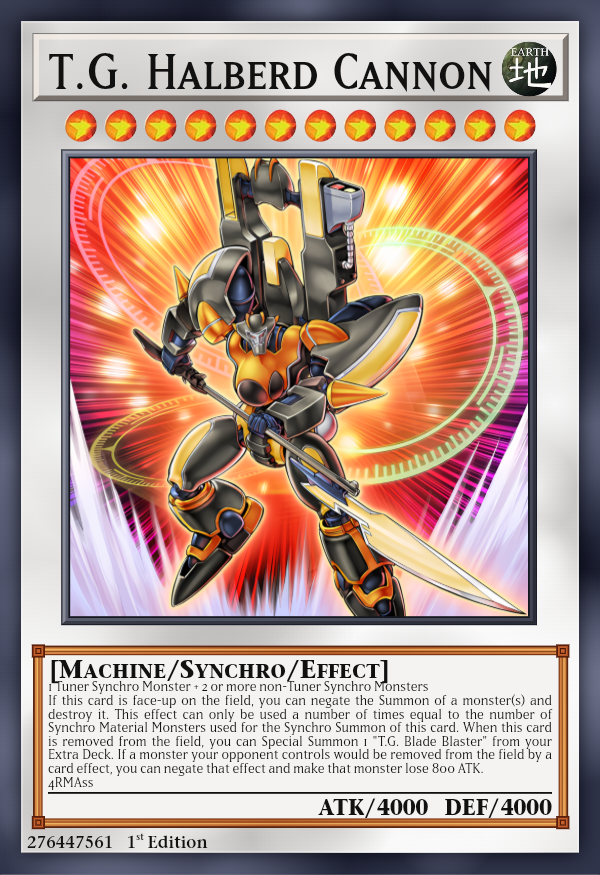 T.G. Halberd Cannon
EARTH
地
[Machine/Synchro/Effect]
1 Tuner Synchro Monster + 2 or more non-Tuner Synchro Monsters
If this card is face-up on the field, you can negate the Summon of a monster(s) and
destroy it. This effect can only be used a number of times equal to the number of
Synchro Material Monsters used for the Synchro Summon of this card. When this card
is removed from the field, you can Special Summon 1 "T.G. Blade Blaster" from your
Extra Deck. If a monster your opponent controls would be removed from the field by a
card effect, you can negate that effect and make that monster lose 800 ATK.
4RMAss
ATK/4000 DEF/4000
276447561 1st Edition